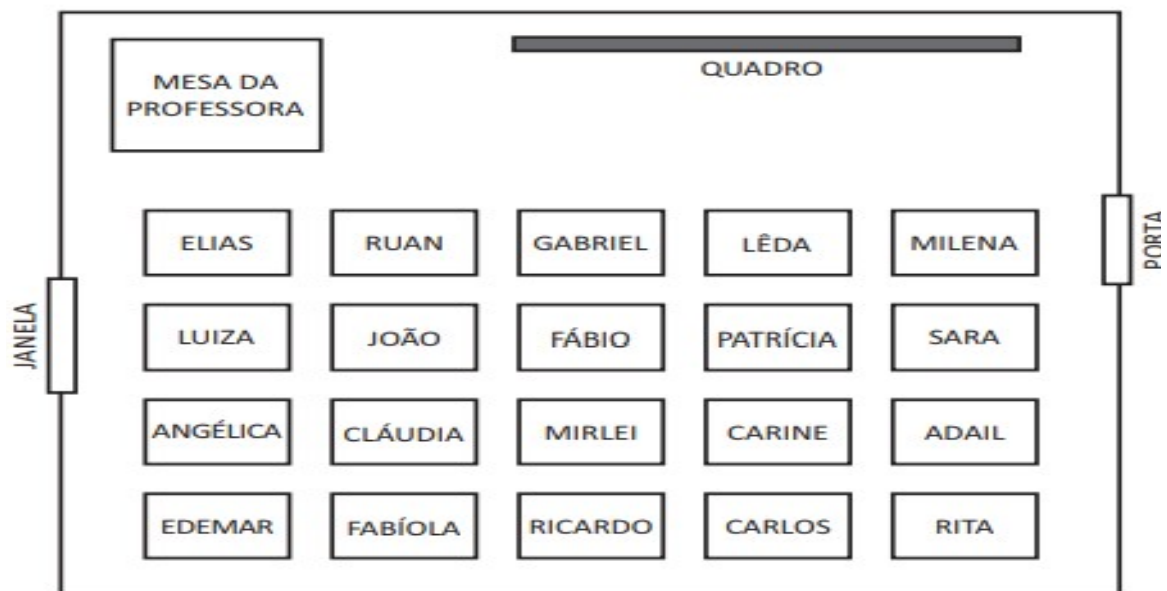 MESA DA
PROFESSORA
QUADRO
PORTA
JANELA
ELIAS RUAN GABRIEL LÊDA MILENA
LUIZA JOÃO FÁBIO PATRÍCIA SARA
ANGÉLICA CLÁUDIA MIRLEI CARINE ADAIL
EDEMAR FABÍOLA RICARDO CARLOS RITA